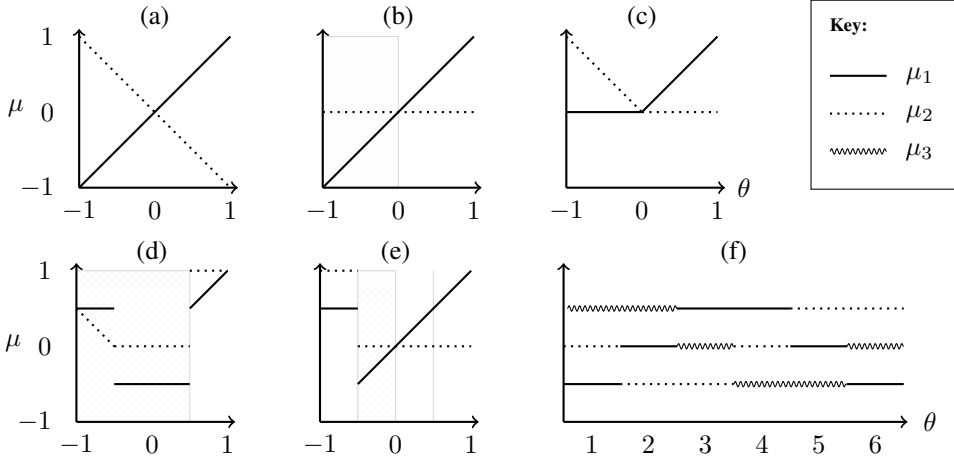 (a) (b) (c)
Key:
μ₁
μ₂
μ₃
μ 1 0 −1
−1 0 1
−1 0 1
−1 0 1 θ
(d) (e) (f)
μ 1 0 −1
−1 0 1
−1 0 1
1 2 3 4 5 6 θ